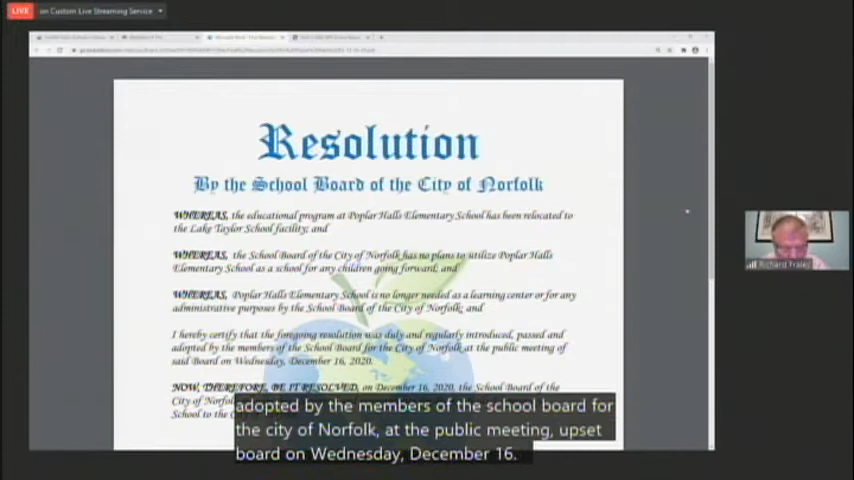 LIVE on Custom Live Streaming Service
Resolution
By the School Board of the City of Norfolk
WHEREAS, the educational program at Poplar Halls Elementary School has been relocated to
the Lake Taylor School facility; and
WHEREAS, the School Board of the City of Norfolk has no plans to utilize Poplar Halls
Elementary School as a school for any children going forward; and
WHEREAS, Poplar Halls Elementary School is no longer needed as a learning center or for any
administrative purposes by the School Board of the City of Norfolk; and
I hereby certify that the foregoing resolution was duly and regularly introduced, passed and
adopted by the members of the School Board for the City of Norfolk at the public meeting of
said Board on Wednesday, December 16, 2020.
NOW, THEREFORE, BE IT RESOLVED, on December 16, 2020, the School Board of the
City of
School to the
adopted by the members of the school board for
the city of Norfolk, at the public meeting, upset
board on Wednesday, December 16.
Richard Fraley